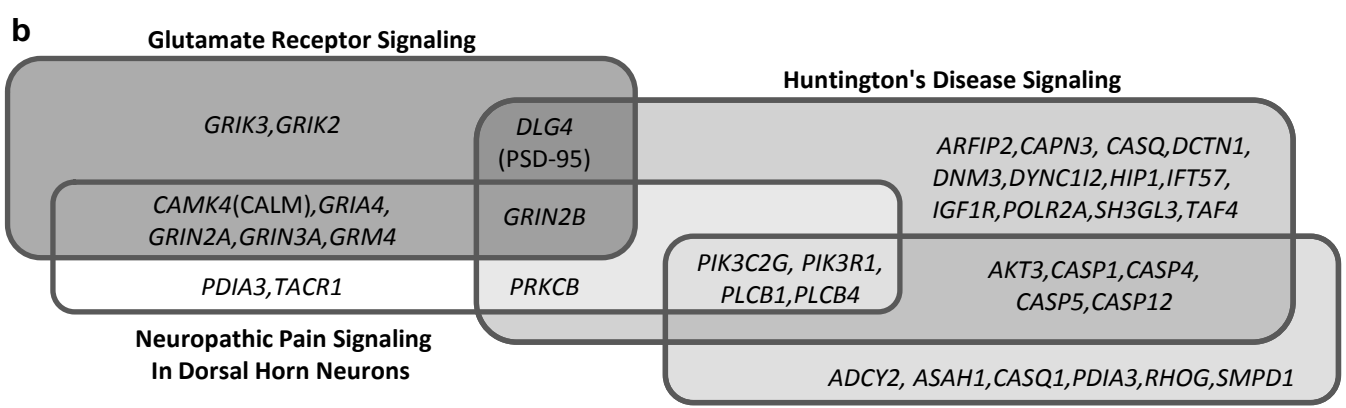 b
Glutamate Receptor Signaling
Huntington's Disease Signaling
GRIK3,GRIK2
DLG4
(PSD-95)
ARFIP2,CAPN3, CASQ,DCTN1,
DNM3,DYNC1I2,HIP1,IFT57,
IGF1R,POLR2A,SH3GL3,TAF4
CAMK4(CALM),GRIA4,
GRIN2A,GRIN3A,GRM4
GRIN2B
PIK3C2G, PIK3R1,
PLCB1,PLCB4
AKT3,CASP1,CASP4,
CASP5,CASP12
PDIA3,TACR1
PRKCB
Neuropathic Pain Signaling
In Dorsal Horn Neurons
ADCY2, ASAH1,CASQ1,PDIA3,RHOG,SMPD1